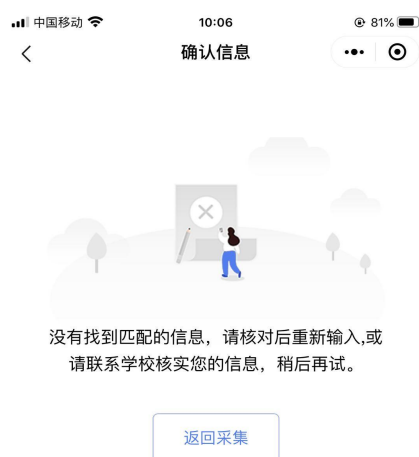 中国移动 10:06 81%
确认信息
没有找到匹配的信息，请核对后重新输入,或
请联系学校核实您的信息，稍后再试。
返回采集